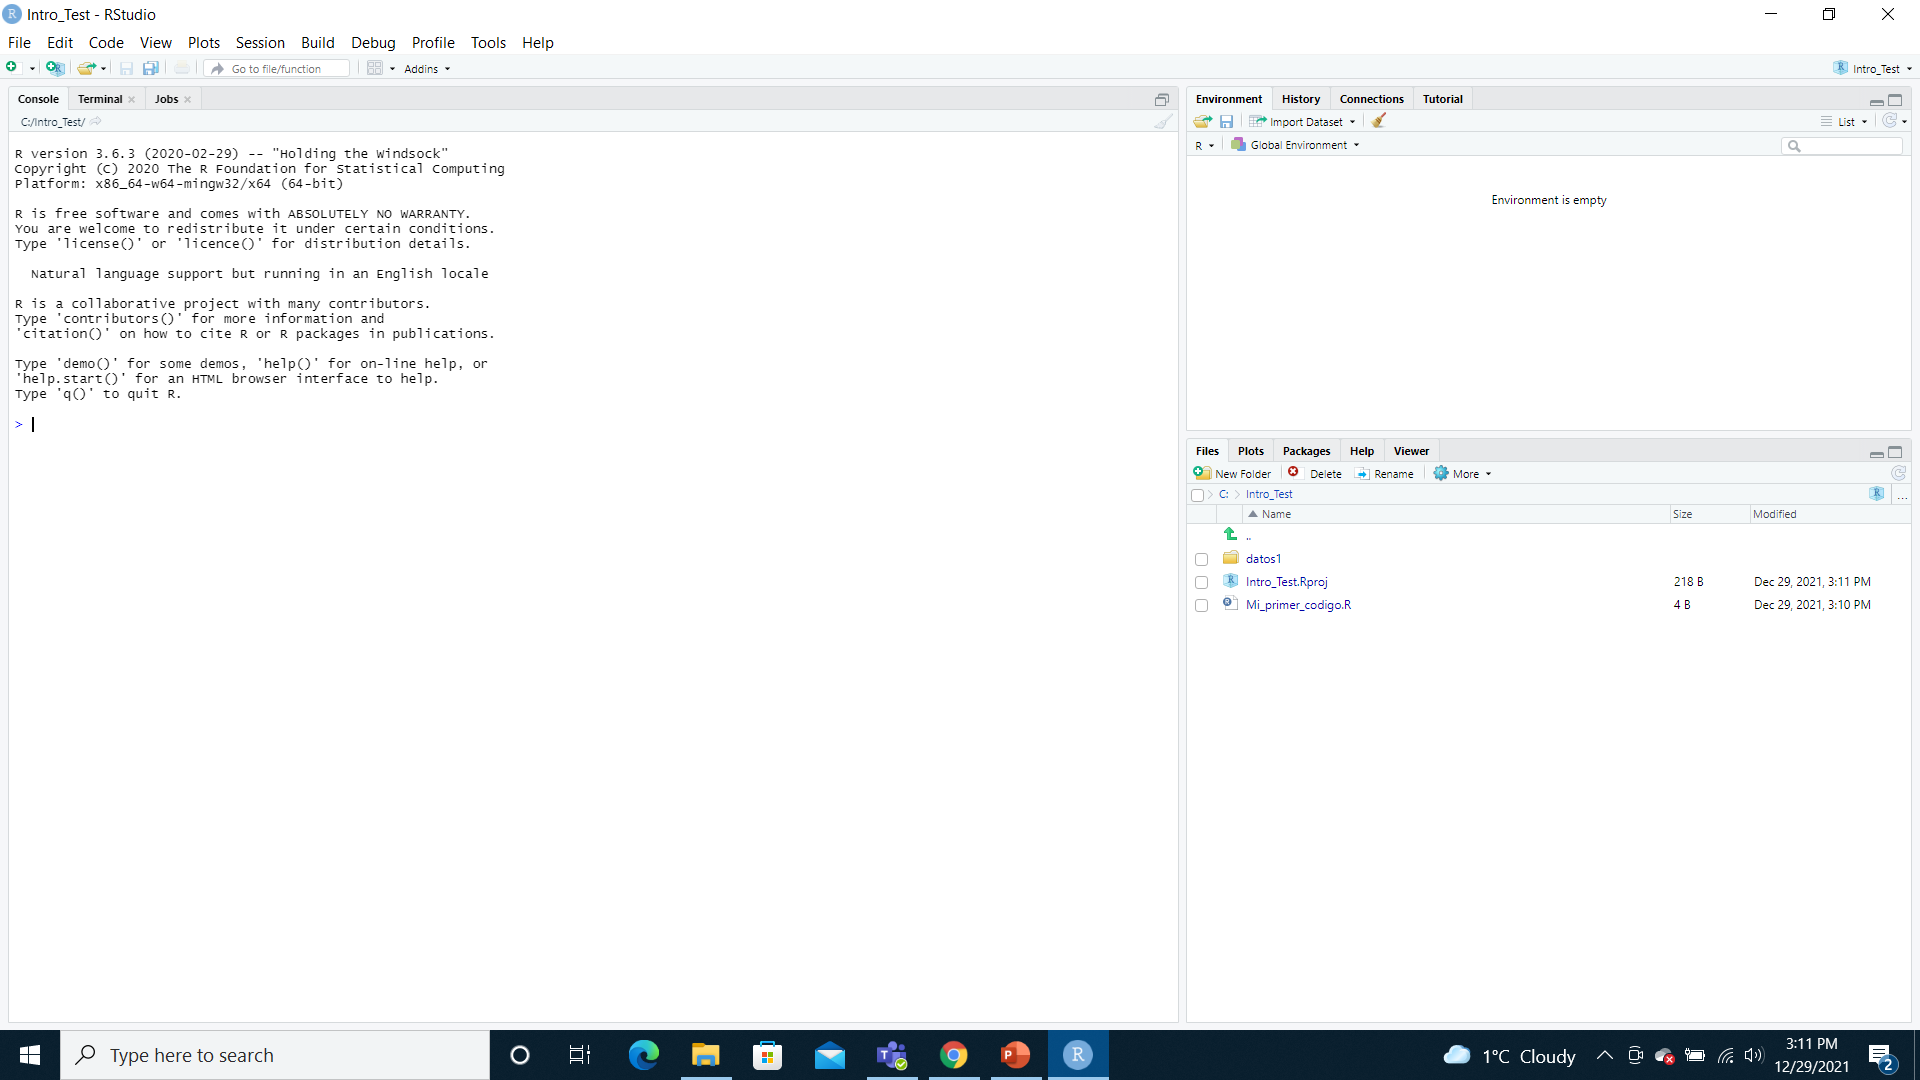 Intro_Test - RStudio
File Edit Code View Plots Session Build Debug Profile Tools Help
Go to file/function Addins Intro_Test
Console Terminal Jobs
C:/Intro_Test/
R version 3.6.3 (2020-02-29) -- "Holding the Windsock"
Copyright (C) 2020 The R Foundation for Statistical Computing
Platform: x86_64-w64-mingw32/x64 (64-bit)
R is free software and comes with ABSOLUTELY NO WARRANTY.
You are welcome to redistribute it under certain conditions.
Type 'license()' or 'licence()' for distribution details.
Natural language support but running in an English locale
R is a collaborative project with many contributors.
Type 'contributors()' for more information and
'citation()' on how to cite R or R packages in publications.
Type 'demo()' for some demos, 'help()' for on-line help, or
'help.start()' for an HTML browser interface to help.
Type 'q()' to quit R.
>
Environment History Connections Tutorial
Import Dataset List
R Global Environment
Environment is empty
Files Plots Packages Help Viewer
New Folder Delete Rename More
C: Intro_Test ...
Name Size Modified
..
datos1
Intro_Test.Rproj 218 B Dec 29, 2021, 3:11 PM
Mi_primer_codigo.R 4 B Dec 29, 2021, 3:10 PM
Type here to search
1°C Cloudy
3:11 PM
12/29/2021
2